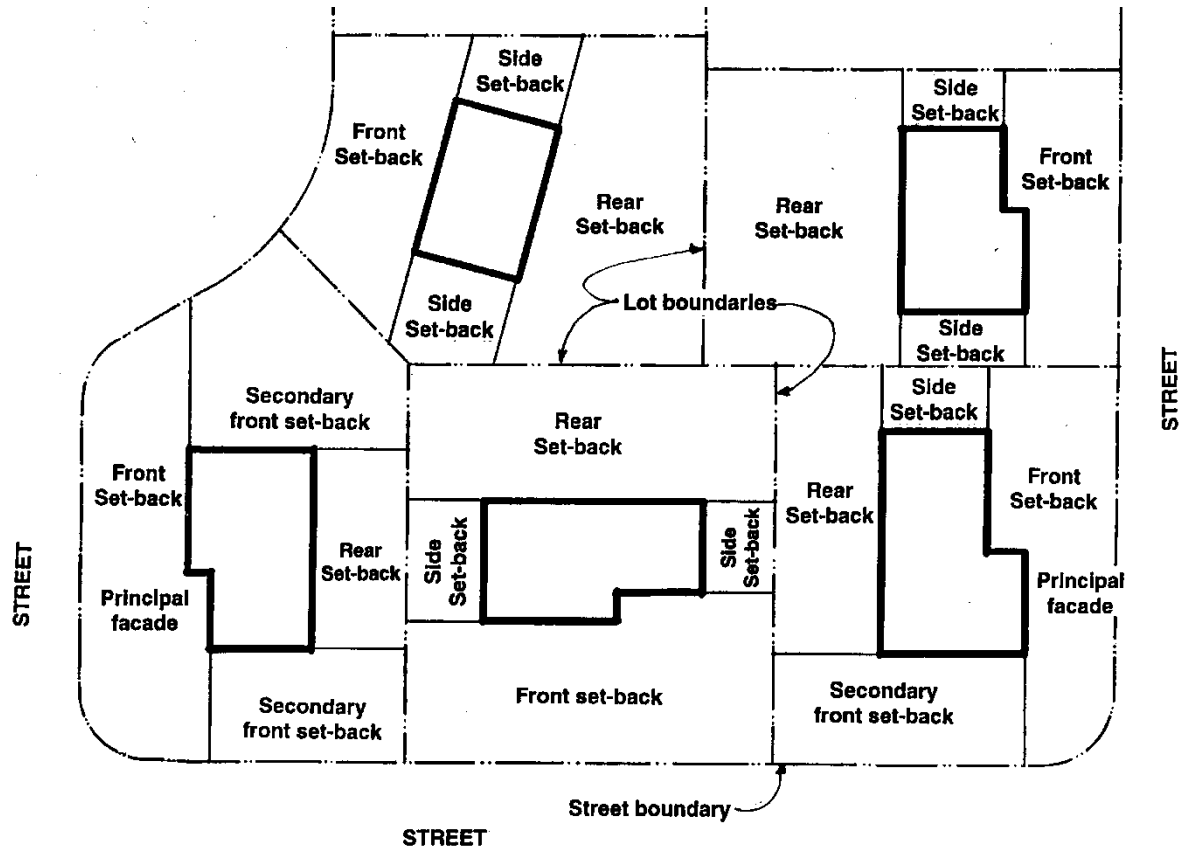 Side
Set-back
Side
Set-back
Front
Set-back
Front
Set-back
Rear
Set-back
Rear
Set-back
Side
Set-back
Lot boundaries
Side
Set-back
Side
Set-back
Secondary
front set-back
Rear
Set-back
Front
Set-back
Rear
Set-back
Front
Set-back
Rear
Set-back
Side
Set-back
Side
Set-back
Principal
facade
Principal
facade
Front set-back
Secondary
front set-back
Secondary
front set-back
Street boundary
STREET
STREET
STREET